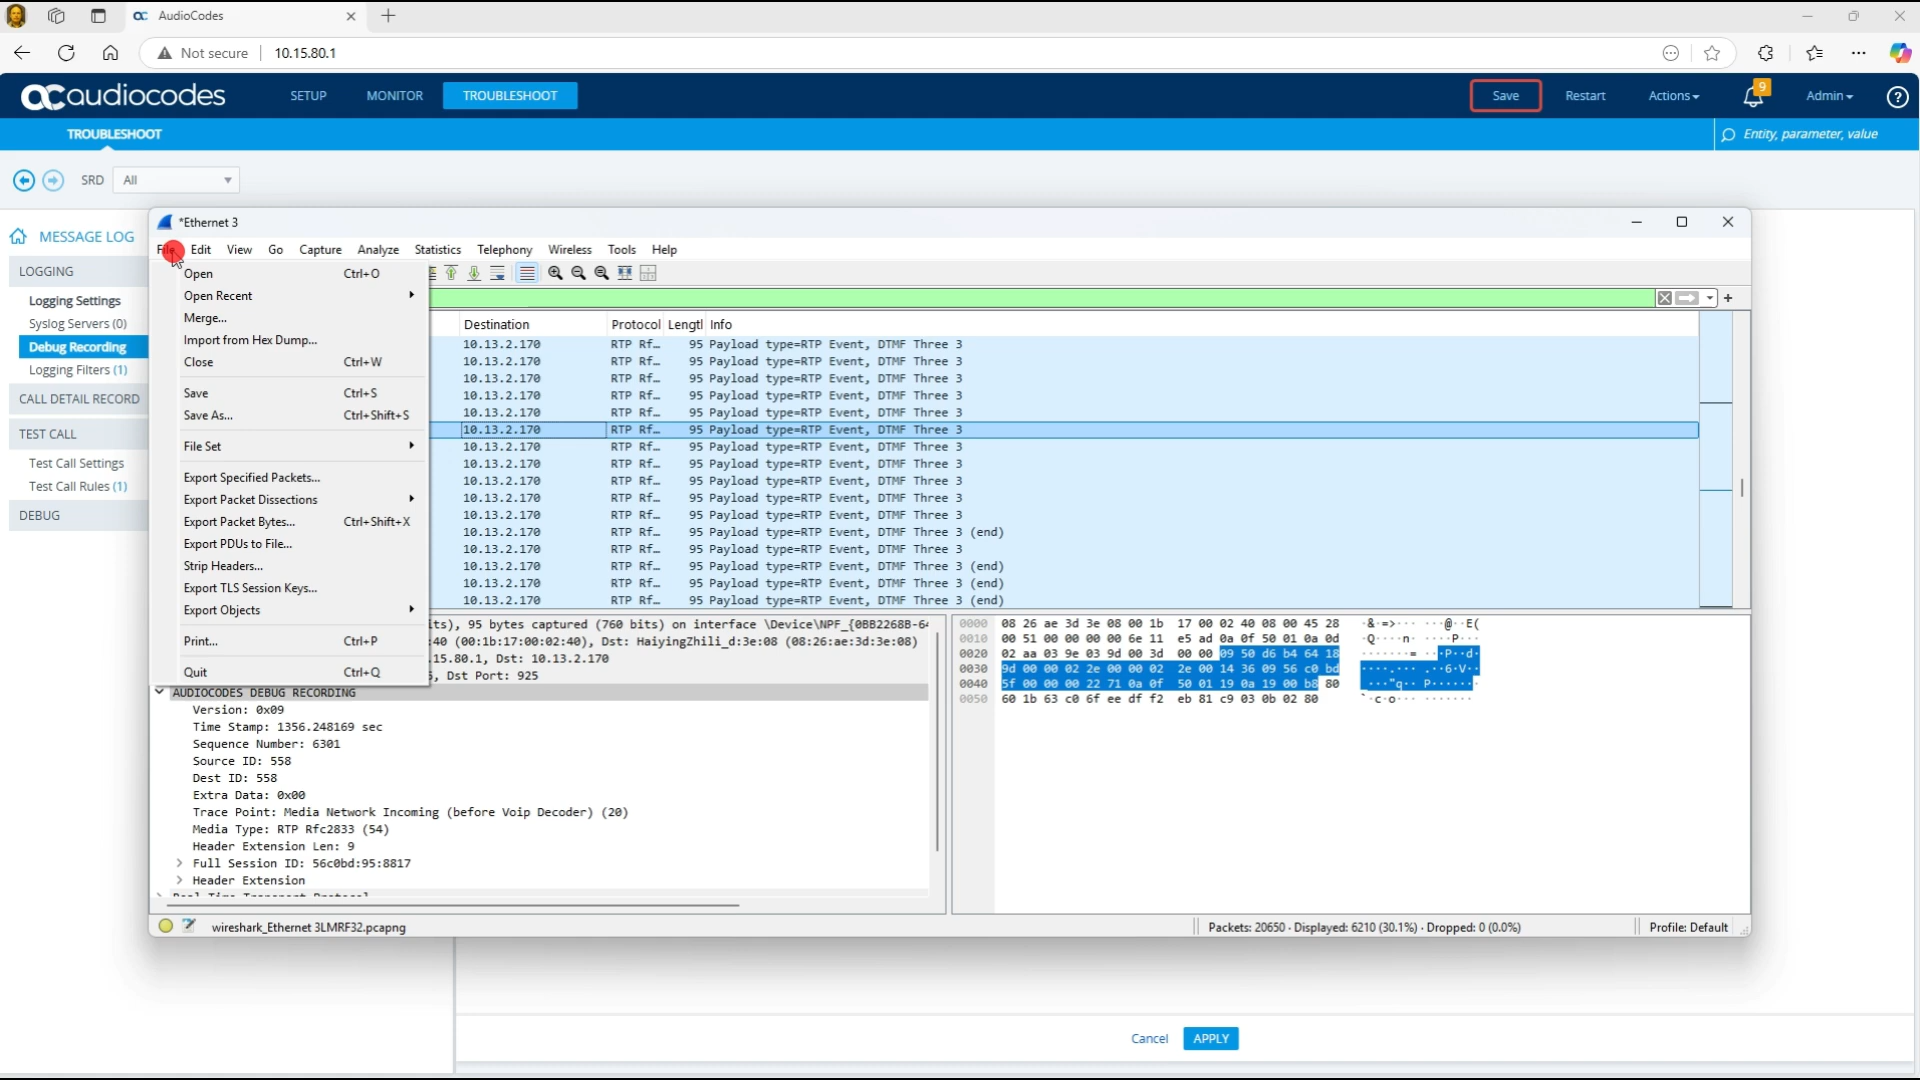 AudioCodes
Not secure
10.15.80.1
audiocodes
SETUP
MONITOR
TROUBLESHOOT
Save
Restart
Actions
9
Admin
TROUBLESHOOT
Entity, parameter, value
SRD
All
MESSAGE LOG
LOGGING
Logging Settings
Syslog Servers (0)
Debug Recording
Logging Filters (1)
CALL DETAIL RECORD
TEST CALL
Test Call Settings
Test Call Rules (1)
DEBUG
*Ethernet 3
File Edit View Go Capture Analyze Statistics Telephony Wireless Tools Help
Open Ctrl+O
Open Recent
Merge...
Import from Hex Dump...
Close Ctrl+W
Save Ctrl+S
Save As... Ctrl+Shift+S
File Set
Export Specified Packets...
Export Packet Dissections
Export Packet Bytes... Ctrl+Shift+X
Export PDUs to File...
Strip Headers...
Export TLS Session Keys...
Export Objects
Print... Ctrl+P
Quit Ctrl+Q
Destination Protocol Lengtl Info
10.13.2.170 RTP Rf… 95 Payload type=RTP Event, DTMF Three 3
10.13.2.170 RTP Rf… 95 Payload type=RTP Event, DTMF Three 3
10.13.2.170 RTP Rf… 95 Payload type=RTP Event, DTMF Three 3
10.13.2.170 RTP Rf… 95 Payload type=RTP Event, DTMF Three 3
10.13.2.170 RTP Rf… 95 Payload type=RTP Event, DTMF Three 3
10.13.2.170 RTP Rf… 95 Payload type=RTP Event, DTMF Three 3
10.13.2.170 RTP Rf… 95 Payload type=RTP Event, DTMF Three 3
10.13.2.170 RTP Rf… 95 Payload type=RTP Event, DTMF Three 3
10.13.2.170 RTP Rf… 95 Payload type=RTP Event, DTMF Three 3
10.13.2.170 RTP Rf… 95 Payload type=RTP Event, DTMF Three 3
10.13.2.170 RTP Rf… 95 Payload type=RTP Event, DTMF Three 3
10.13.2.170 RTP Rf… 95 Payload type=RTP Event, DTMF Three 3 (end)
10.13.2.170 RTP Rf… 95 Payload type=RTP Event, DTMF Three 3
10.13.2.170 RTP Rf… 95 Payload type=RTP Event, DTMF Three 3 (end)
10.13.2.170 RTP Rf… 95 Payload type=RTP Event, DTMF Three 3 (end)
10.13.2.170 RTP Rf… 95 Payload type=RTP Event, DTMF Three 3 (end)
its), 95 bytes captured (760 bits) on interface \Device\NPF_{0BB2268B-64
:40 (00:1b:17:00:02:40), Dst: HaiyingZhili_d:3e:08 (08:26:ae:3d:3e:08)
.15.80.1, Dst: 10.13.2.170
, Dst Port: 925
AUDIOCODES DEBUG RECORDING
Version: 0x09
Time Stamp: 1356.248169 sec
Sequence Number: 6301
Source ID: 558
Dest ID: 558
Extra Data: 0x00
Trace Point: Media Network Incoming (before Voip Decoder) (20)
Media Type: RTP Rfc2833 (54)
Header Extension Len: 9
Full Session ID: 56c0bd:95:8817
Header Extension
0000 08 26 ae 3d 3e 08 00 1b 17 00 02 40 08 00 45 28 ·&·=>··· ···@··E(
0010 00 51 00 00 00 00 6e 11 e5 ad 0a 0f 50 01 0a 0d ·Q····n· ····P···
0020 02 aa 03 9e 03 9d 00 3d 00 00 09 50 d6 b4 64 18 ·······= ···P··d·
0030 9d 00 00 02 2e 00 00 02 2e 00 14 36 09 56 c0 bd ····.··· .··6·V··
0040 5f 00 00 00 22 71 0a 0f 50 01 19 0a 19 00 b8 80
0050 60 1b 63 c0 6f ee df f2 eb 81 c9 03 0b 02 80 `·c·o··· ·······
wireshark_Ethernet 3LMRF32.pcapng
Packets: 20650 · Displayed: 6210 (30.1%) · Dropped: 0 (0.0%)
Profile: Default
Cancel
APPLY